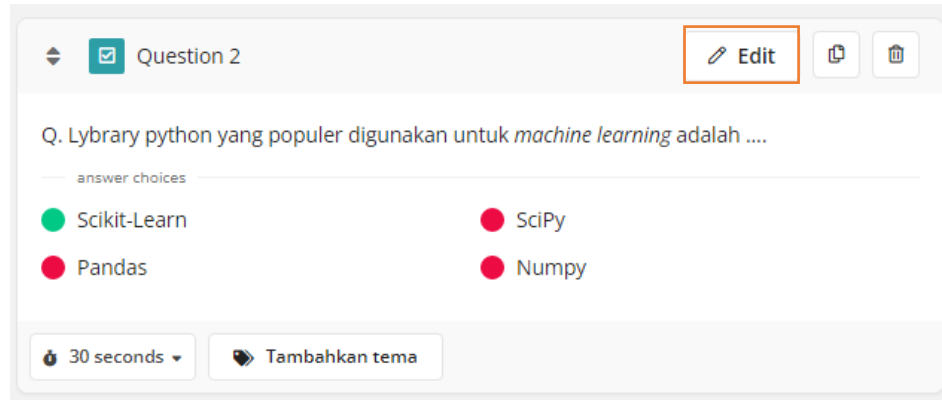 Question 2
Edit
Q. Lybrary python yang populer digunakan untuk machine learning adalah ....
answer choices
Scikit-Learn
SciPy
Pandas
Numpy
30 seconds
Tambahkan tema